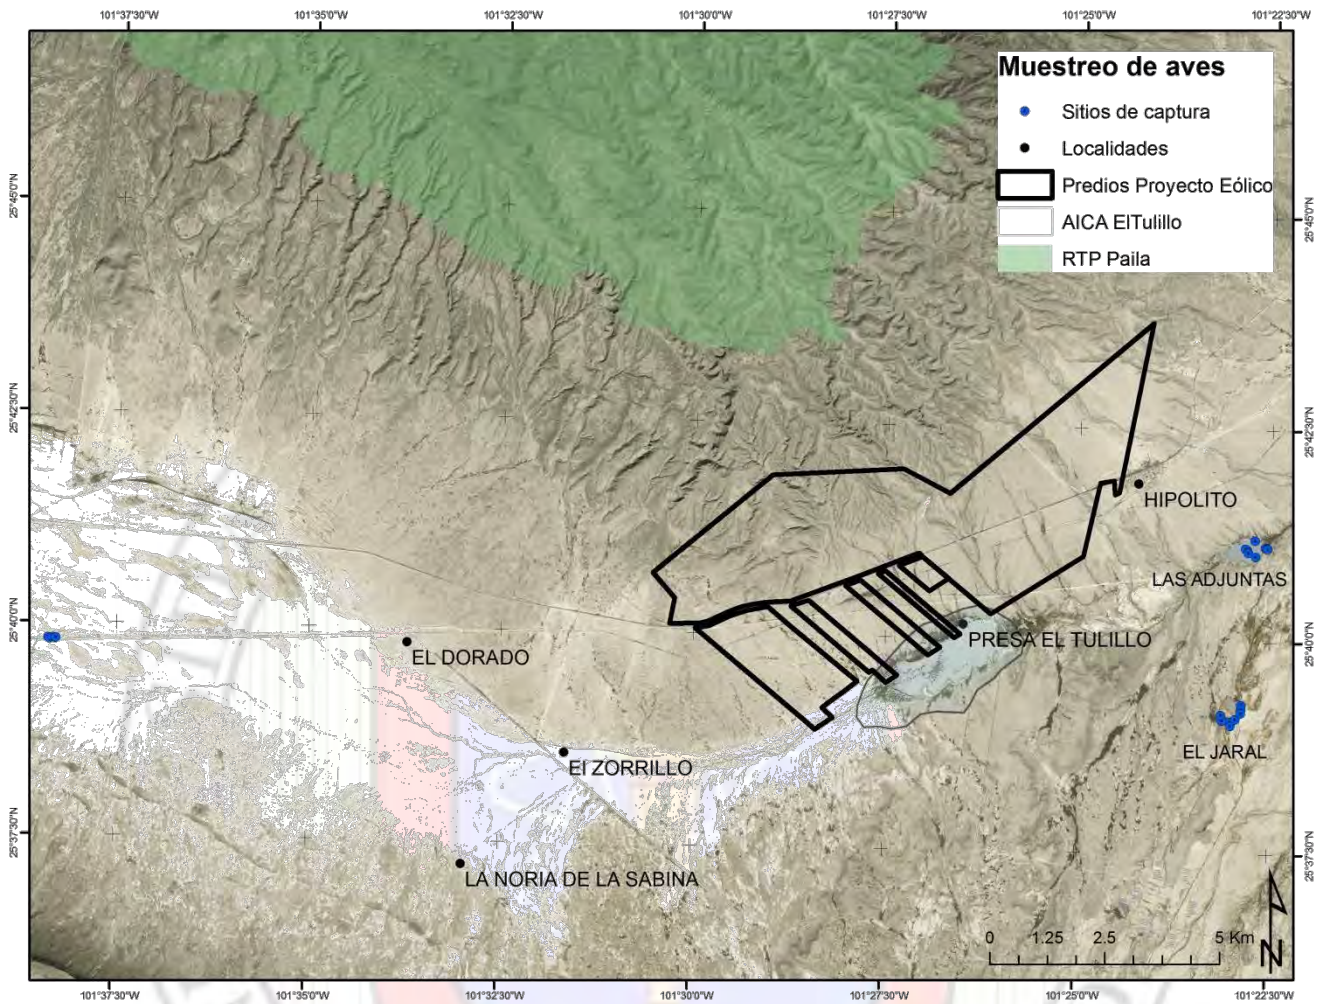 101°37'30"W 101°35'0"W 101°32'30"W 101°30'0"W 101°27'30"W 101°25'0"W 101°22'30"W
Muestreo de aves
Sitios de captura
Localidades
Predios Proyecto Eólico
AICA ElTulillo
RTP Paila
25°45'0"N
25°45'0"N
25°42'30"N
25°42'30"N
HIPOLITO
LAS ADJUNTAS
25°40'0"N
25°40'0"N
PRESA EL TULILLO
EL DORADO
EL JARAL
El ZORRILLO
25°37'30"N
25°37'30"N
LA NORIA DE LA SABINA
0 1.25 2.5 5 Km
N
101°37'30"W 101°35'0"W 101°32'30"W 101°30'0"W 101°27'30"W 101°25'0"W 101°22'30"W